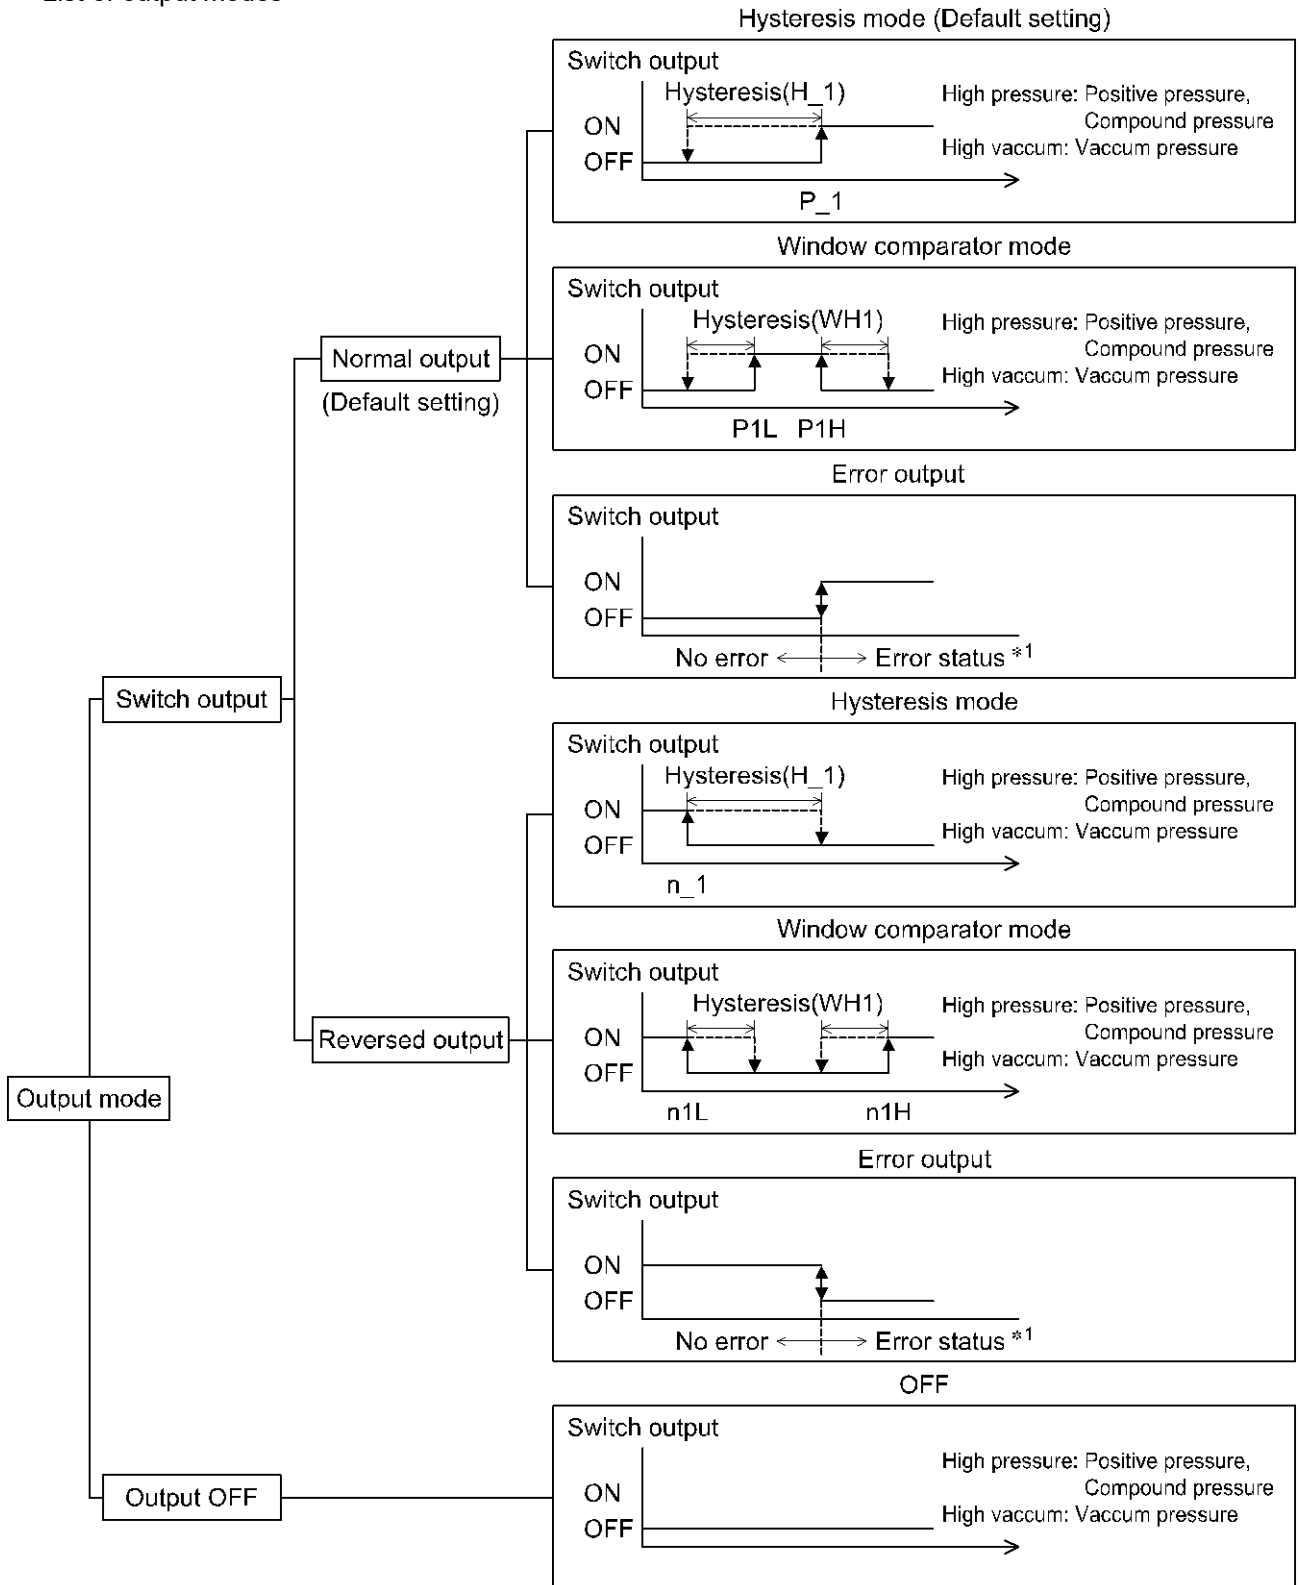 List of output modes
Hysteresis mode (Default setting)
Switch output
Hysteresis(H_1)
ON
OFF
P_1
High pressure: Positive pressure,
Compound pressure
High vaccum: Vaccum pressure
Window comparator mode
Switch output
Hysteresis(WH1)
ON
OFF
P1L P1H
High pressure: Positive pressure,
Compound pressure
High vaccum: Vaccum pressure
Normal output
(Default setting)
Error output
Switch output
ON
OFF
No error Error status *1
Switch output
Hysteresis mode
Switch output
Hysteresis(H_1)
ON
OFF
n_1
High pressure: Positive pressure,
Compound pressure
High vaccum: Vaccum pressure
Window comparator mode
Switch output
Hysteresis(WH1)
ON
OFF
n1L n1H
High pressure: Positive pressure,
Compound pressure
High vaccum: Vaccum pressure
Reversed output
Output mode
Error output
Switch output
ON
OFF
No error Error status *1
OFF
Switch output
ON
OFF
High pressure: Positive pressure,
Compound pressure
High vaccum: Vaccum pressure
Output OFF